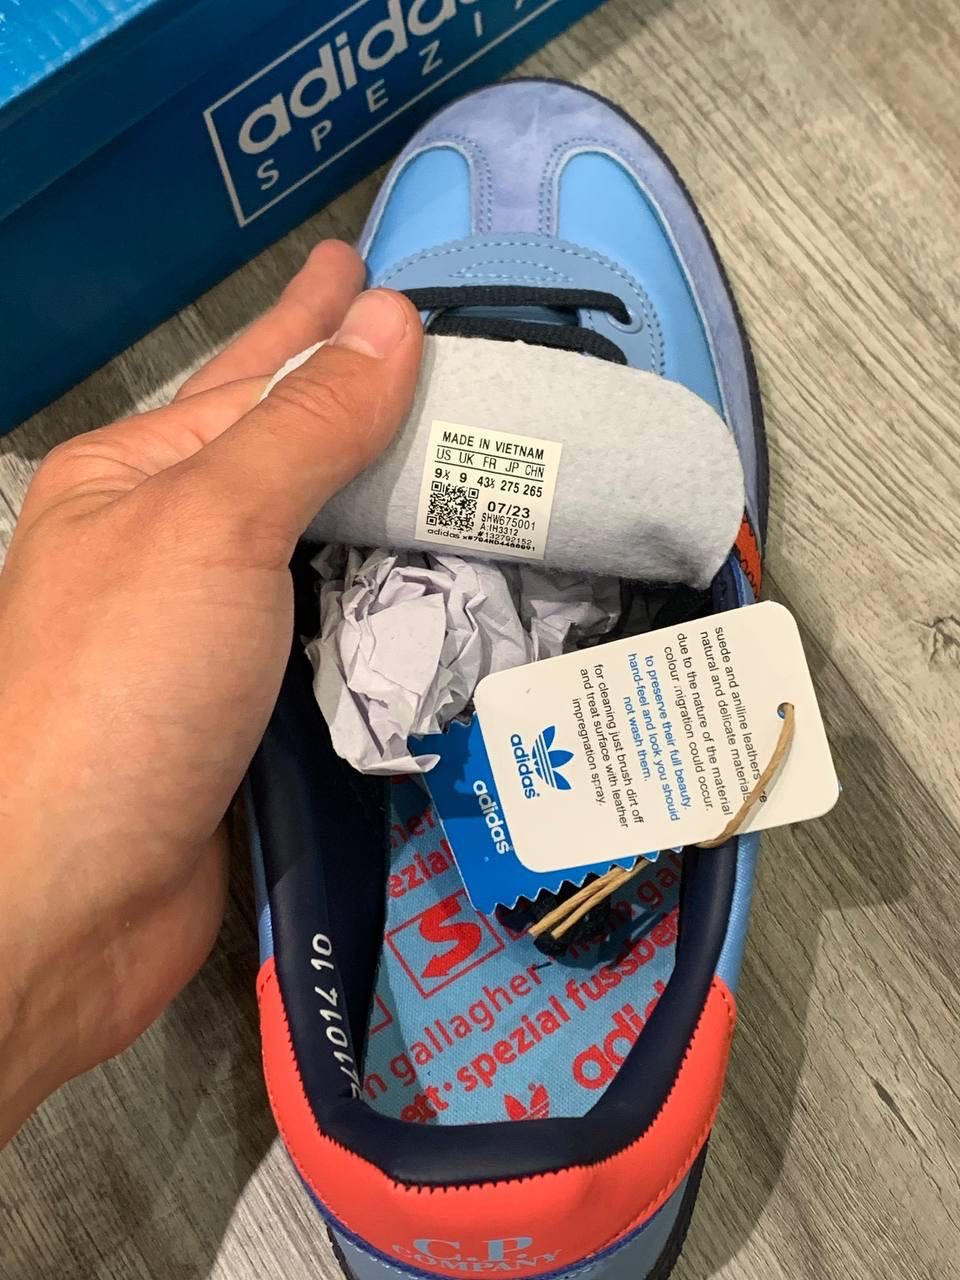 adidas
SPEZI
MADE IN VIETNAM
US UK FR JP CHN
9½ 9 43⅓ 275 265
07/23
SHW675001
A:IH3312
#132792152
adidas
suede and aniline leathers
natural and delicate materials
due to the nature of the material
colour migration could occur.
to preserve their full beauty,
hand-feel and look you should
not wash them.
for cleaning just brush dirt off
and treat surface with leather
impregnation spray.
adidas
adidas
S
gallagher
spezial fussbe
adi
C.P.
COMPANY